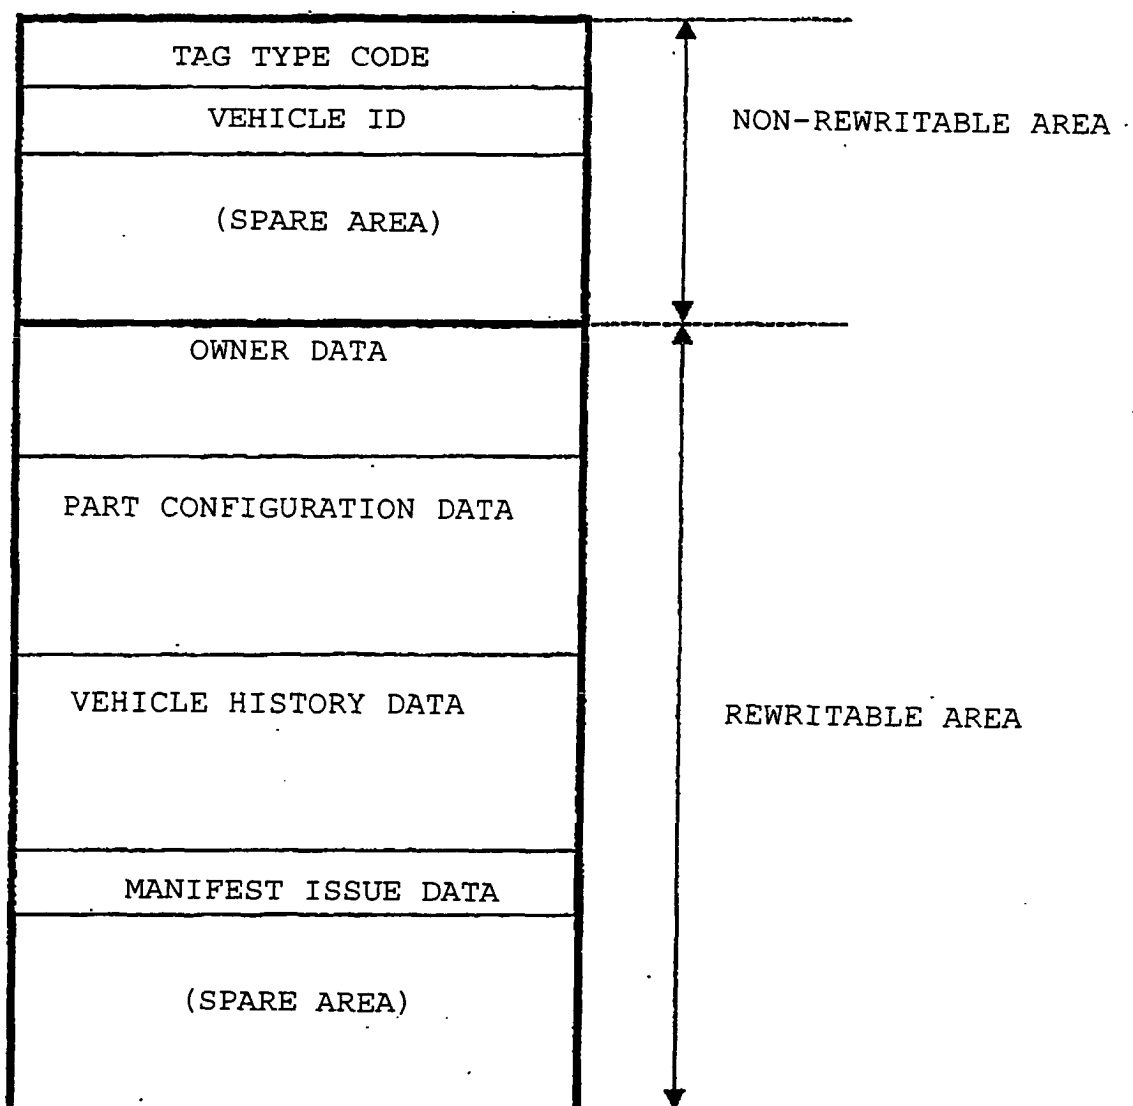 TAG TYPE CODE
VEHICLE ID
NON-REWRITABLE AREA
(SPARE AREA)
OWNER DATA
PART CONFIGURATION DATA
VEHICLE HISTORY DATA
REWRITABLE AREA
MANIFEST ISSUE DATA
(SPARE AREA)